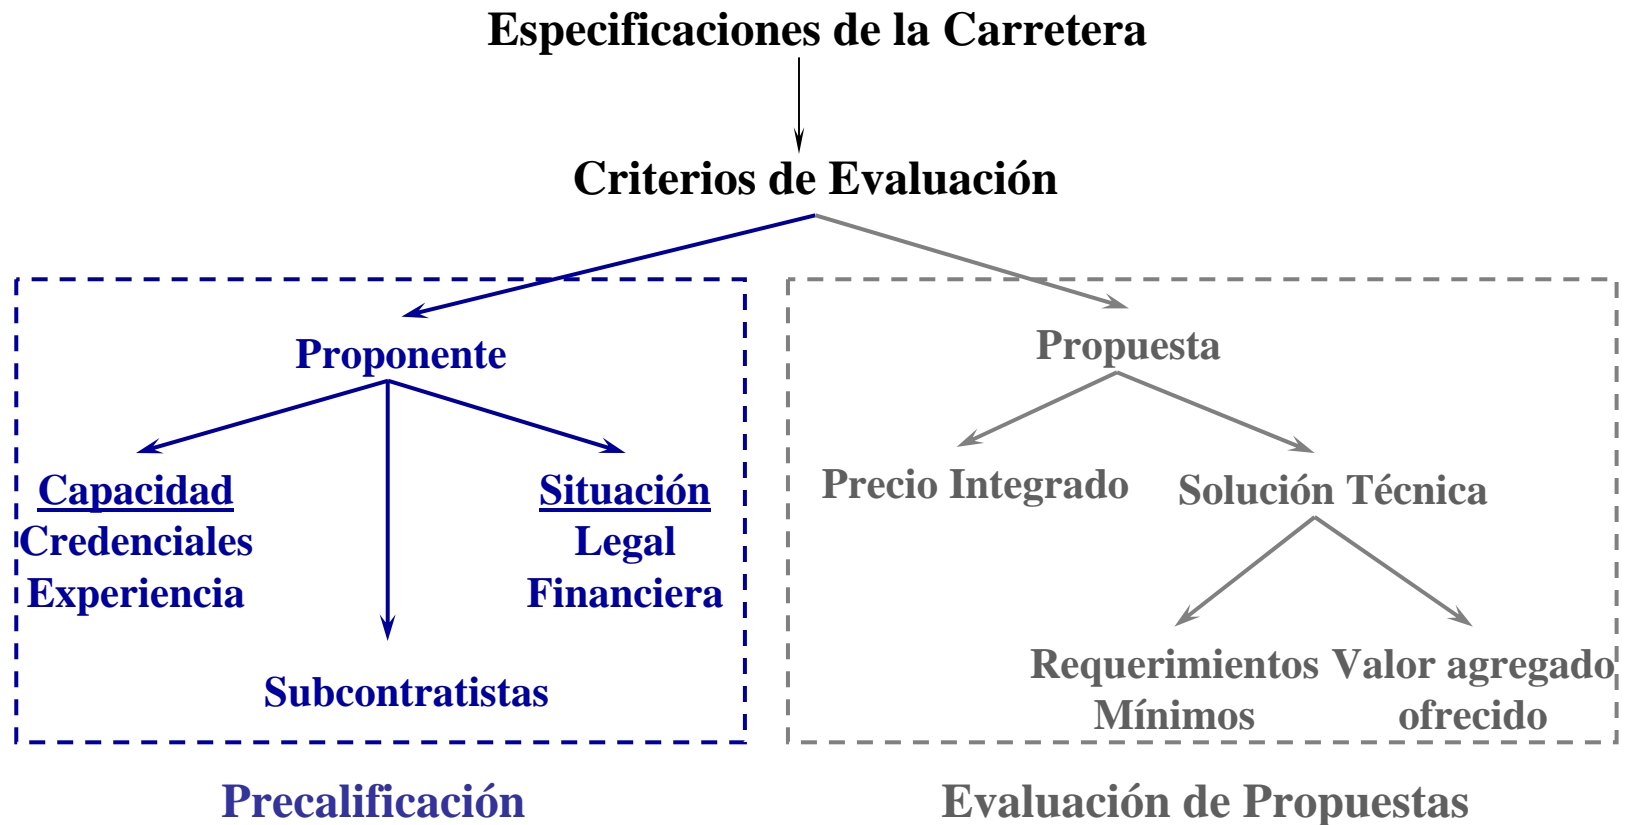 Especificaciones de la Carretera
Criterios de Evaluación
Proponente
Capacidad
Credenciales
Experiencia
Situación
Legal
Financiera
Subcontratistas
Precalificación
Propuesta
Precio Integrado
Solución Técnica
Requerimientos
Mínimos
Valor agregado
ofrecido
Evaluación de Propuestas